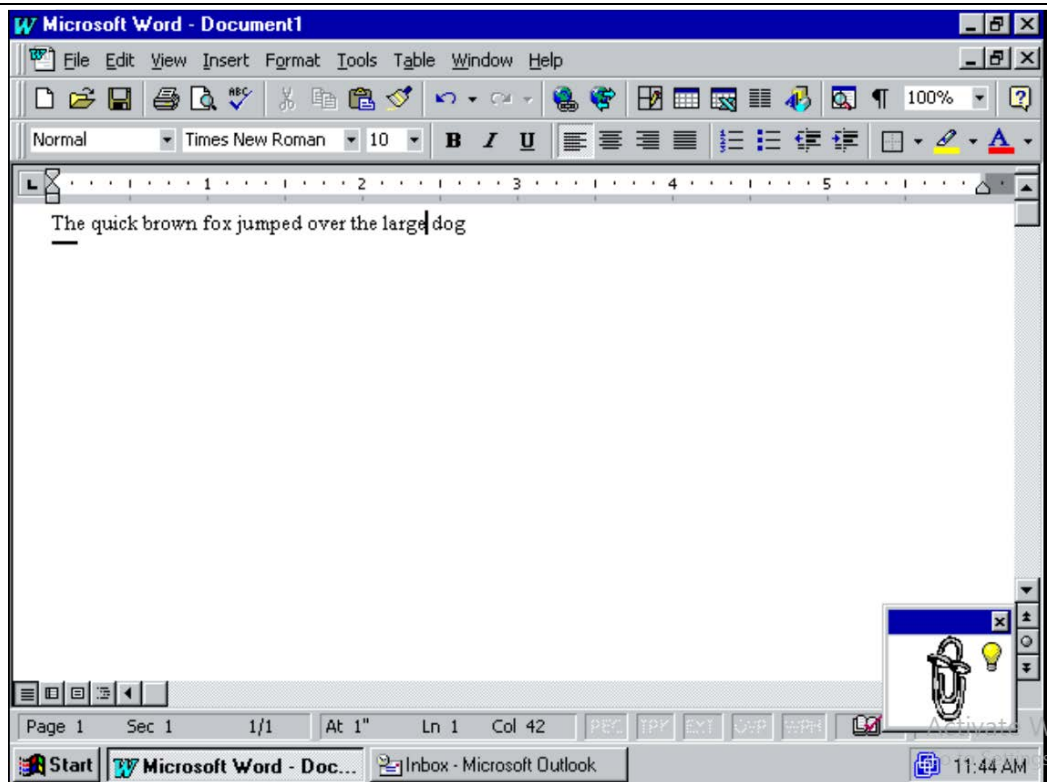 Microsoft Word - Document1
File Edit View Insert Format Tools Table Window Help
ABC 100%
Normal Times New Roman 10 B I U A
1 2 3 4 5
The quick brown fox jumped over the large dog
Page 1 Sec 1 1/1 At 1" Ln 1 Col 42 REC TRK EXT OVR WPH
Activate W
Start Microsoft Word - Doc... Inbox - Microsoft Outlook 11:44 AM